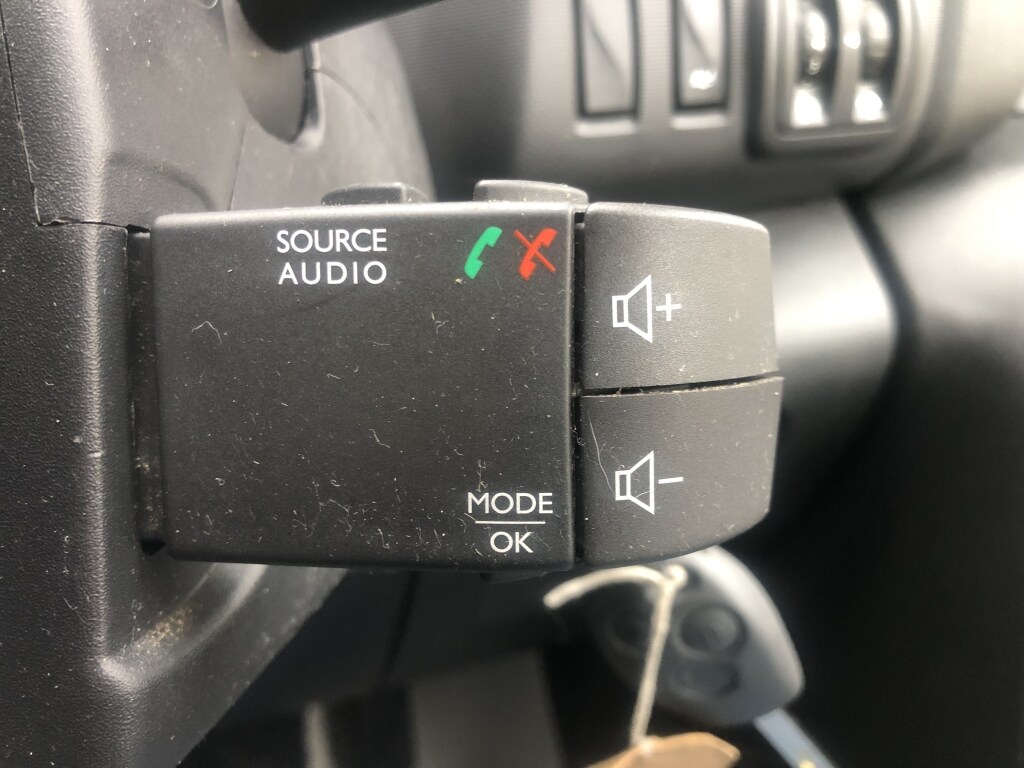 SOURCE
AUDIO
+
-
MODE
OK